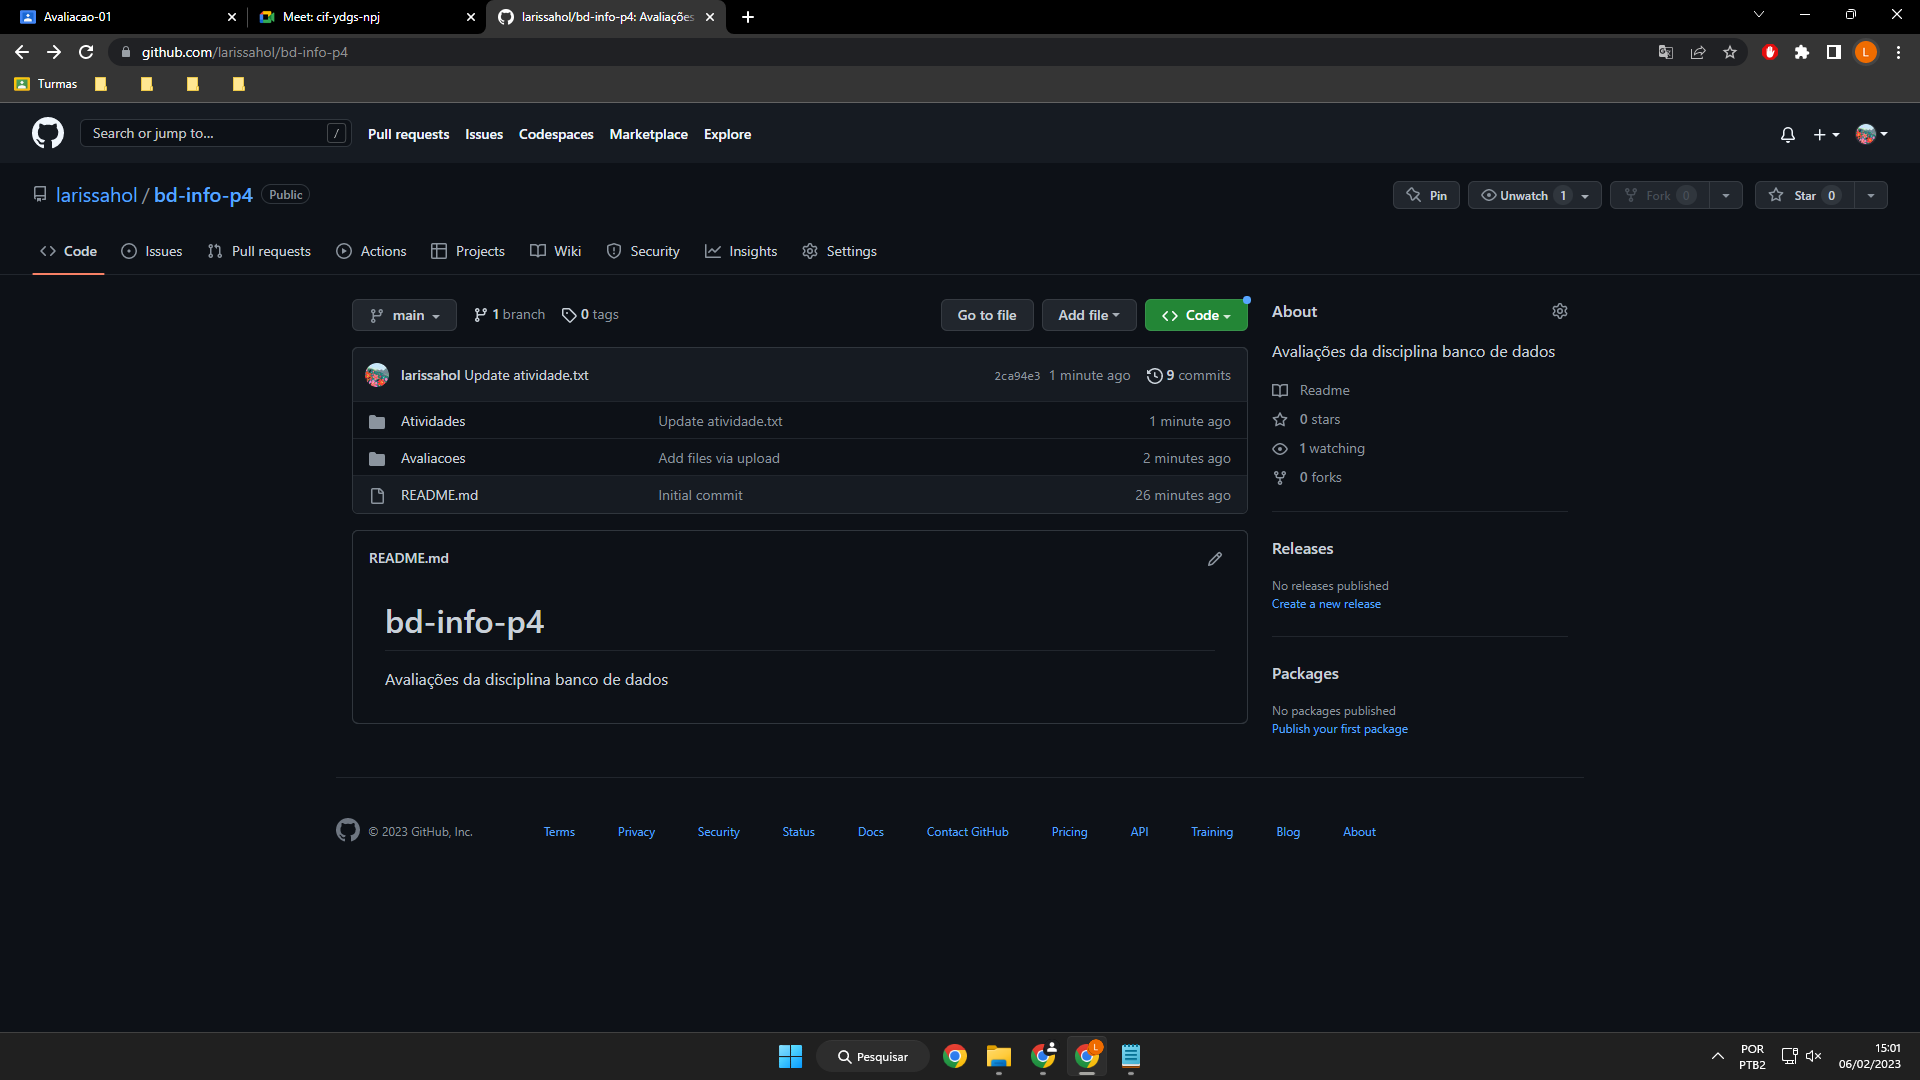 Avaliacao-01
Meet: cif-ydgs-npj
larissahol/bd-info-p4: Avaliações
github.com/larissahol/bd-info-p4
L
Turmas
Search or jump to...
/
Pull requests Issues Codespaces Marketplace Explore
larissahol / bd-info-p4 Public
Pin
Unwatch 1
Fork 0
Star 0
Code Issues Pull requests Actions Projects Wiki Security Insights Settings
main 1 branch 0 tags Go to file Add file Code
larissahol Update atividade.txt 2ca94e3 1 minute ago 9 commits
Atividades Update atividade.txt 1 minute ago
Avaliacoes Add files via upload 2 minutes ago
README.md Initial commit 26 minutes ago
README.md
bd-info-p4
Avaliações da disciplina banco de dados
About
Avaliações da disciplina banco de dados
Readme
0 stars
1 watching
0 forks
Releases
No releases published
Create a new release
Packages
No packages published
Publish your first package
© 2023 GitHub, Inc. Terms Privacy Security Status Docs Contact GitHub Pricing API Training Blog About
Pesquisar
L
POR
PTB2
15:01
06/02/2023